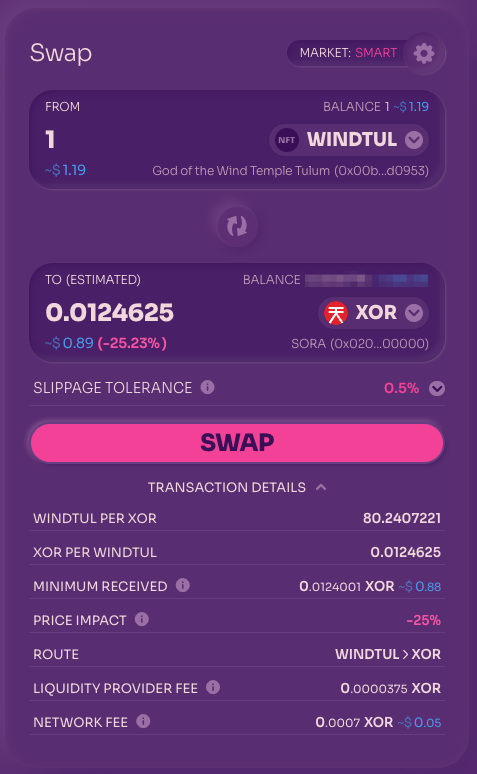 Swap
MARKET: SMART
FROM
BALANCE 1 ~$ 1.19
1
NFT WINDTUL
~$ 1.19
God of the Wind Temple Tulum (0x00b...d0953)
TO (ESTIMATED)
BALANCE
0.0124625
XOR
~$ 0.89 (-25.23%)
SORA (0x020...00000)
SLIPPAGE TOLERANCE
0.5%
SWAP
TRANSACTION DETAILS
WINDTUL PER XOR 80.2407221
XOR PER WINDTUL 0.0124625
MINIMUM RECEIVED 0.0124001 XOR ~$ 0.88
PRICE IMPACT -25%
ROUTE WINDTUL > XOR
LIQUIDITY PROVIDER FEE 0.0000375 XOR
NETWORK FEE 0.0007 XOR ~$ 0.05